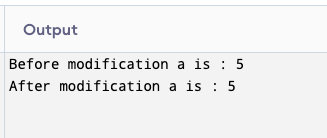 Output
Before modification a is : 5
After modification a is : 5